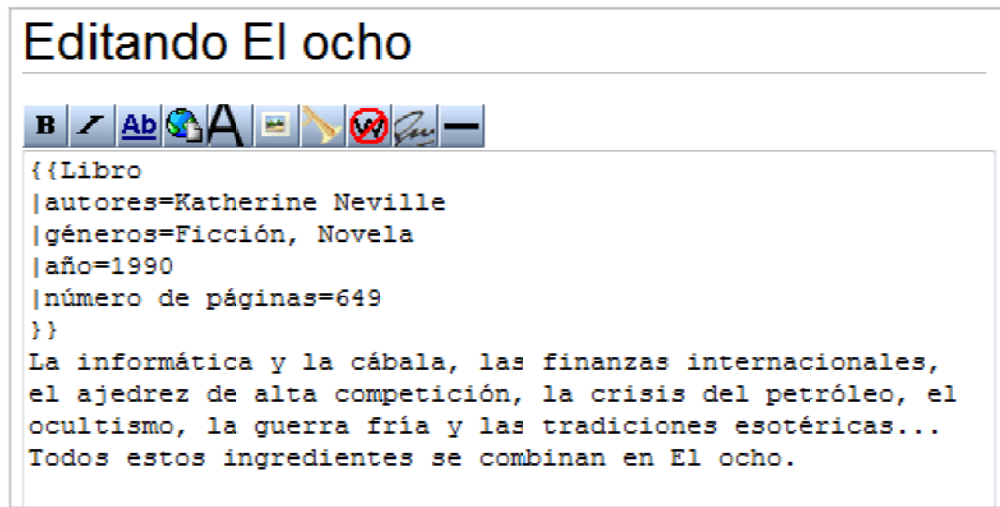 Editando El ocho
B I Ab A W
{{Libro
|autores=Katherine Neville
|géneros=Ficción, Novela
|año=1990
|número de páginas=649
}}
La informática y la cábala, las finanzas internacionales,
el ajedrez de alta competición, la crisis del petróleo, el
ocultismo, la guerra fría y las tradiciones esotéricas...
Todos estos ingredientes se combinan en El ocho.